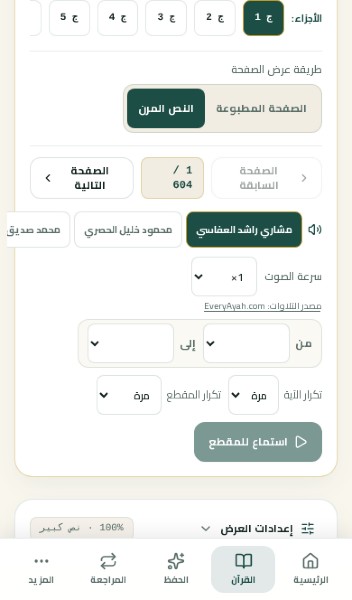 الأجزاء: ج 1 ج 2 ج 3 ج 4 ج 5
طريقة عرض الصفحة
الصفحة المطبوعة النص المرن
الصفحة السابقة 1 / 604 الصفحة التالية
مشاري راشد العفاسي محمود خليل الحصري محمد صديق
سرعة الصوت 1×
مصدر التلاوات: EveryAyah.com
من إلى
تكرار الآية مرة تكرار المقطع مرة
استماع للمقطع
إعدادات العرض 100% · نص كبير
الرئيسية القرآن الحفظ المراجعة المزيد